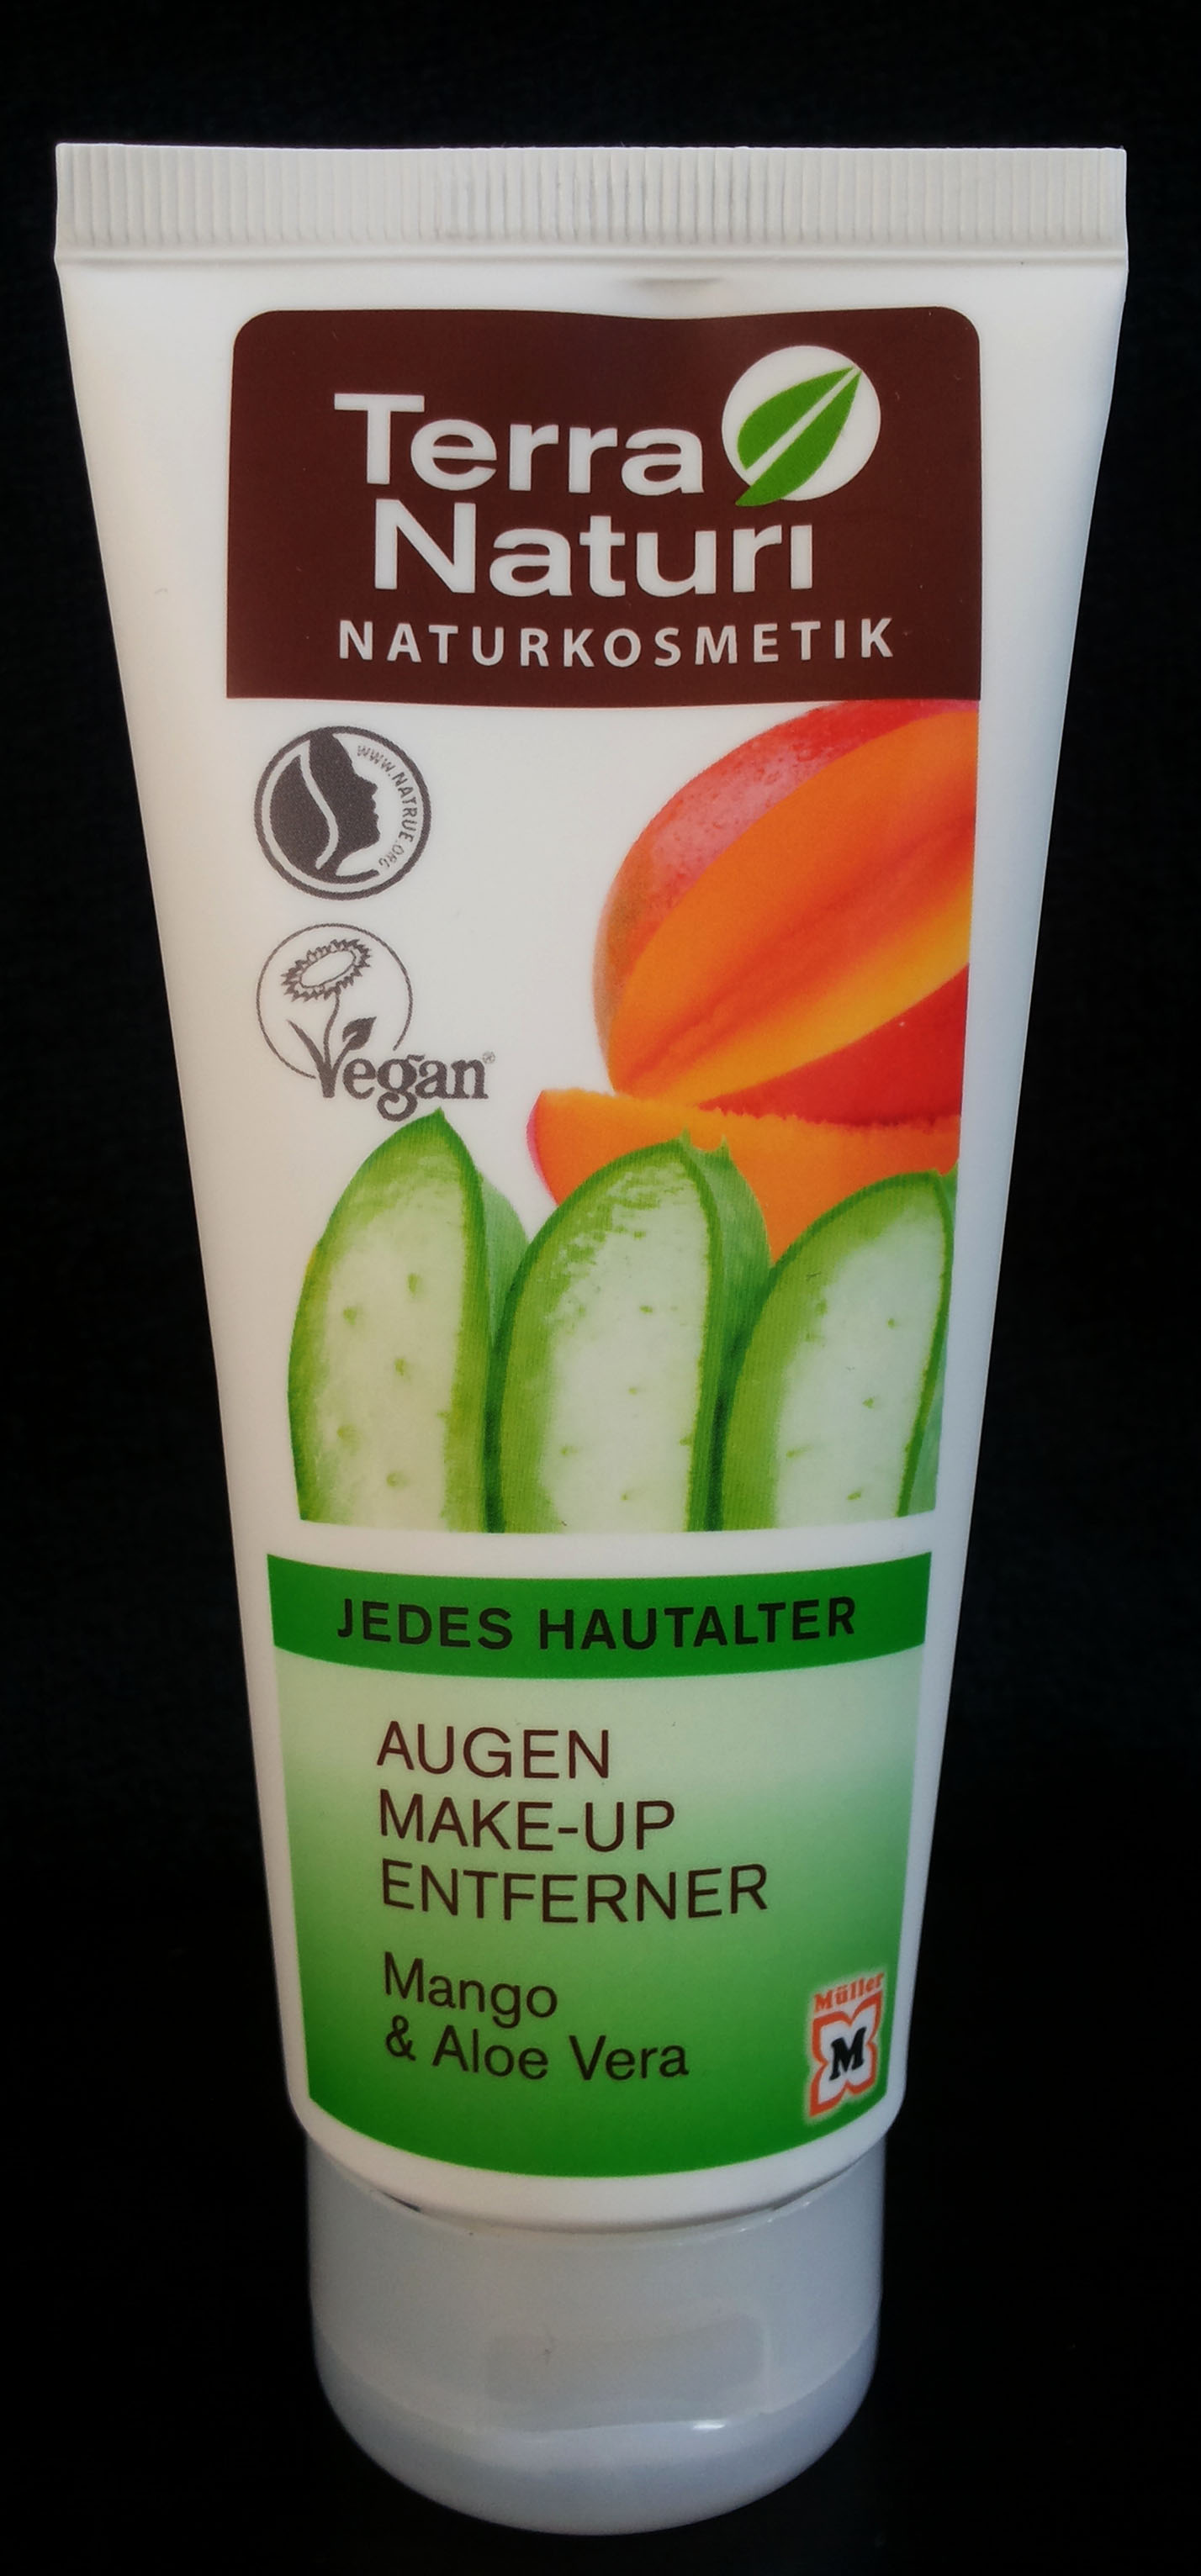 Terra
Naturi
NATURKOSMETIK
WWW.NATRUE.ORG
Vegan®
JEDES HAUTALTER
AUGEN
MAKE-UP
ENTFERNER
Mango
& Aloe Vera
Müller
M